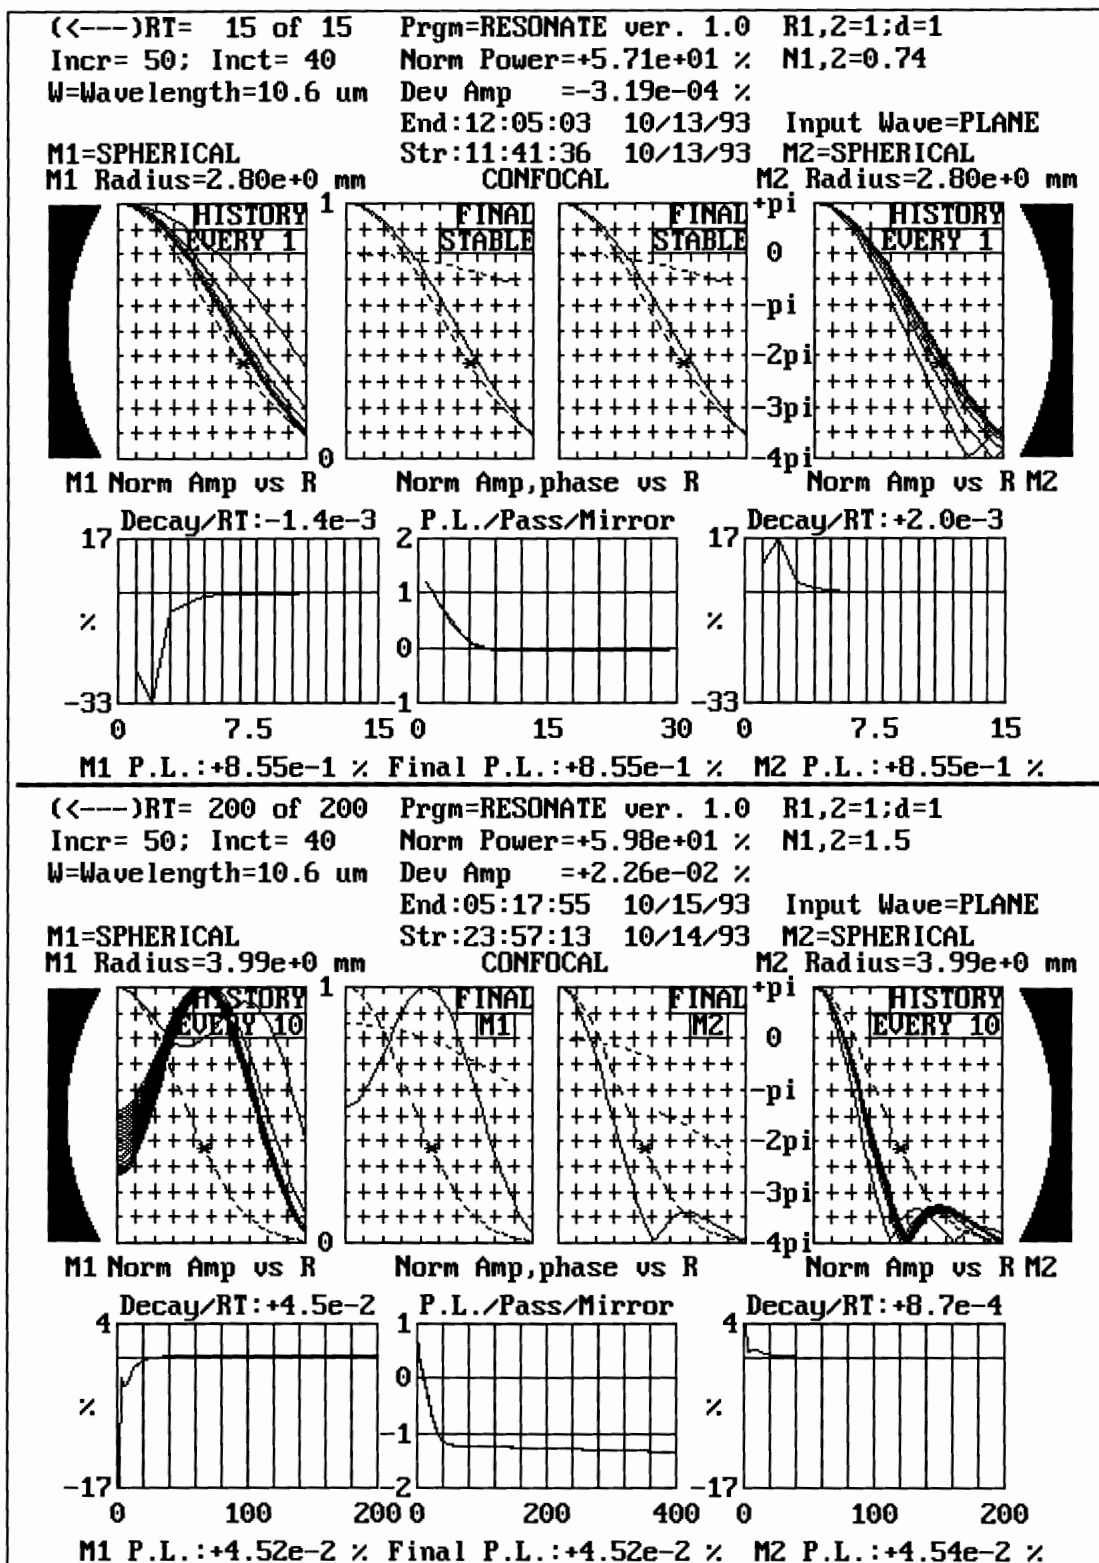 (<---)RT= 15 of 15 Prgm=RESONATE ver. 1.0 R1,2=1;d=1
Incr= 50; Inct= 40 Norm Power=+5.71e+01 % N1,2=0.74
W=Wavelength=10.6 um Dev Amp =-3.19e-04 %
End:12:05:03 10/13/93 Input Wave=PLANE
M1=SPHERICAL Str:11:41:36 10/13/93 M2=SPHERICAL
M1 Radius=2.80e+0 mm CONFOCAL M2 Radius=2.80e+0 mm
HISTORY 1 FINAL FINAL +pi HISTORY
EVERY 1 STABLE STABLE 0 EVERY 1
-pi
-2pi
-3pi
0 -4pi
M1 Norm Amp vs R Norm Amp,phase vs R Norm Amp vs R M2
Decay/RT:-1.4e-3 P.L./Pass/Mirror Decay/RT:+2.0e-3
17 2 17
1
% 0 %
-33 -1 -33
0 7.5 15 0 15 30 0 7.5 15
M1 P.L.:+8.55e-1 % Final P.L.:+8.55e-1 % M2 P.L.:+8.55e-1 %
(<---)RT= 200 of 200 Prgm=RESONATE ver. 1.0 R1,2=1;d=1
Incr= 50; Inct= 40 Norm Power=+5.98e+01 % N1,2=1.5
W=Wavelength=10.6 um Dev Amp =+2.26e-02 %
End:05:17:55 10/15/93 Input Wave=PLANE
M1=SPHERICAL Str:23:57:13 10/14/93 M2=SPHERICAL
M1 Radius=3.99e+0 mm CONFOCAL M2 Radius=3.99e+0 mm
HISTORY 1 FINAL FINAL +pi HISTORY
EVERY 10 M1 M2 0 EVERY 10
-pi
-2pi
-3pi
0 -4pi
M1 Norm Amp vs R Norm Amp,phase vs R Norm Amp vs R M2
Decay/RT:+4.5e-2 P.L./Pass/Mirror Decay/RT:+8.7e-4
4 1 4
0
% -1 %
-17 -2 -17
0 100 200 0 200 400 0 100 200
M1 P.L.:+4.52e-2 % Final P.L.:+4.52e-2 % M2 P.L.:+4.54e-2 %